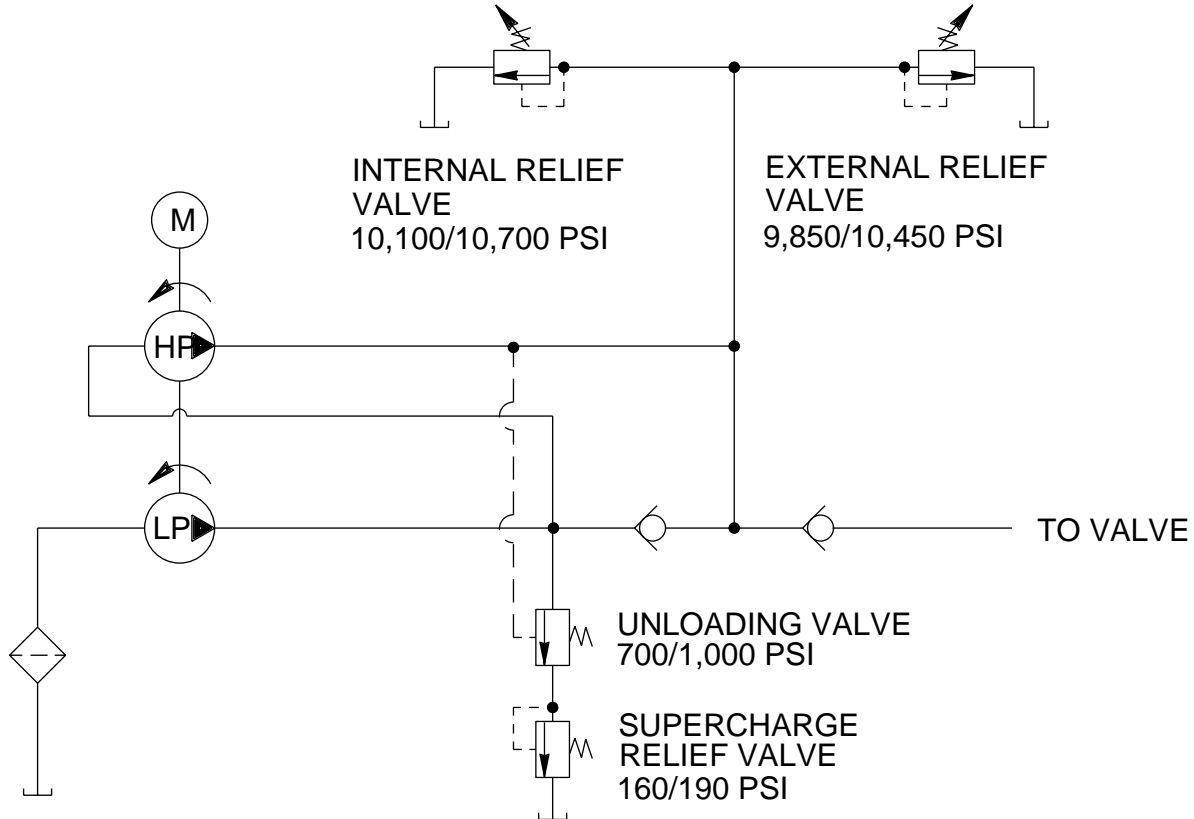 INTERNAL RELIEF
VALVE
10,100/10,700 PSI
EXTERNAL RELIEF
VALVE
9,850/10,450 PSI
M
HP
LP
TO VALVE
UNLOADING VALVE
700/1,000 PSI
SUPERCHARGE
RELIEF VALVE
160/190 PSI